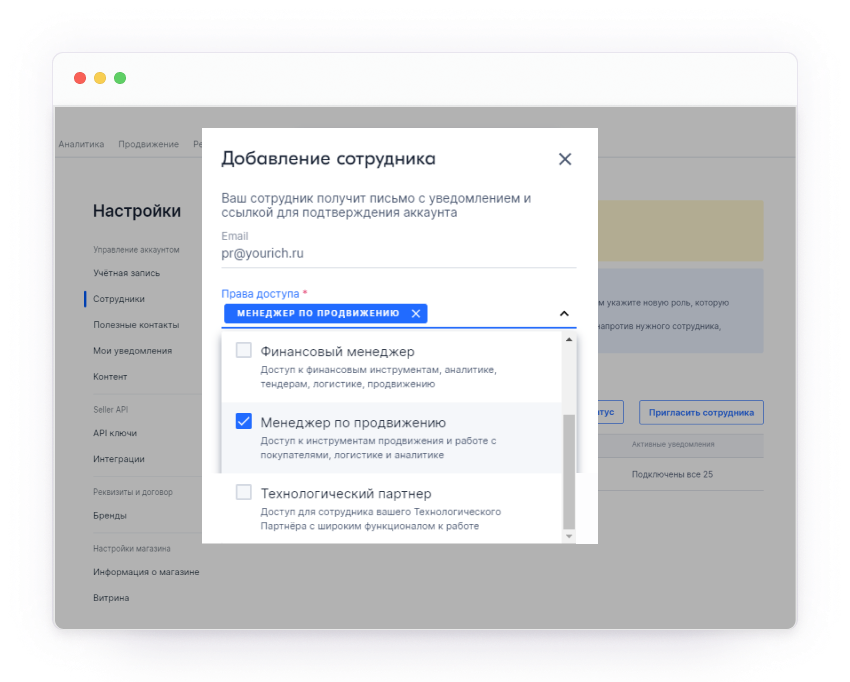 Аналитика Продвижение
Добавление сотрудника
Ваш сотрудник получит письмо с уведомлением и
ссылкой для подтверждения аккаунта
Email
pr@yourich.ru
Права доступа *
МЕНЕДЖЕР ПО ПРОДВИЖЕНИЮ
Финансовый менеджер
Доступ к финансовым инструментам, аналитике,
тендерам, логистике, продвижению
Менеджер по продвижению
Доступ к инструментам продвижения и работе с
покупателями, логистике и аналитике
Технологический партнер
Доступ для сотрудника вашего Технологического
Партнёра с широким функционалом к работе
Настройки
Управление аккаунтом
Учётная запись
Сотрудники
Полезные контакты
Мои уведомления
Контент
Seller API
API ключи
Интеграции
Реквизиты и договор
Бренды
Настройки магазина
Информация о магазине
Витрина
укажите новую роль, которую
напротив нужного сотрудника,
Пригласить сотрудника
Активные уведомления
Подключены все 25